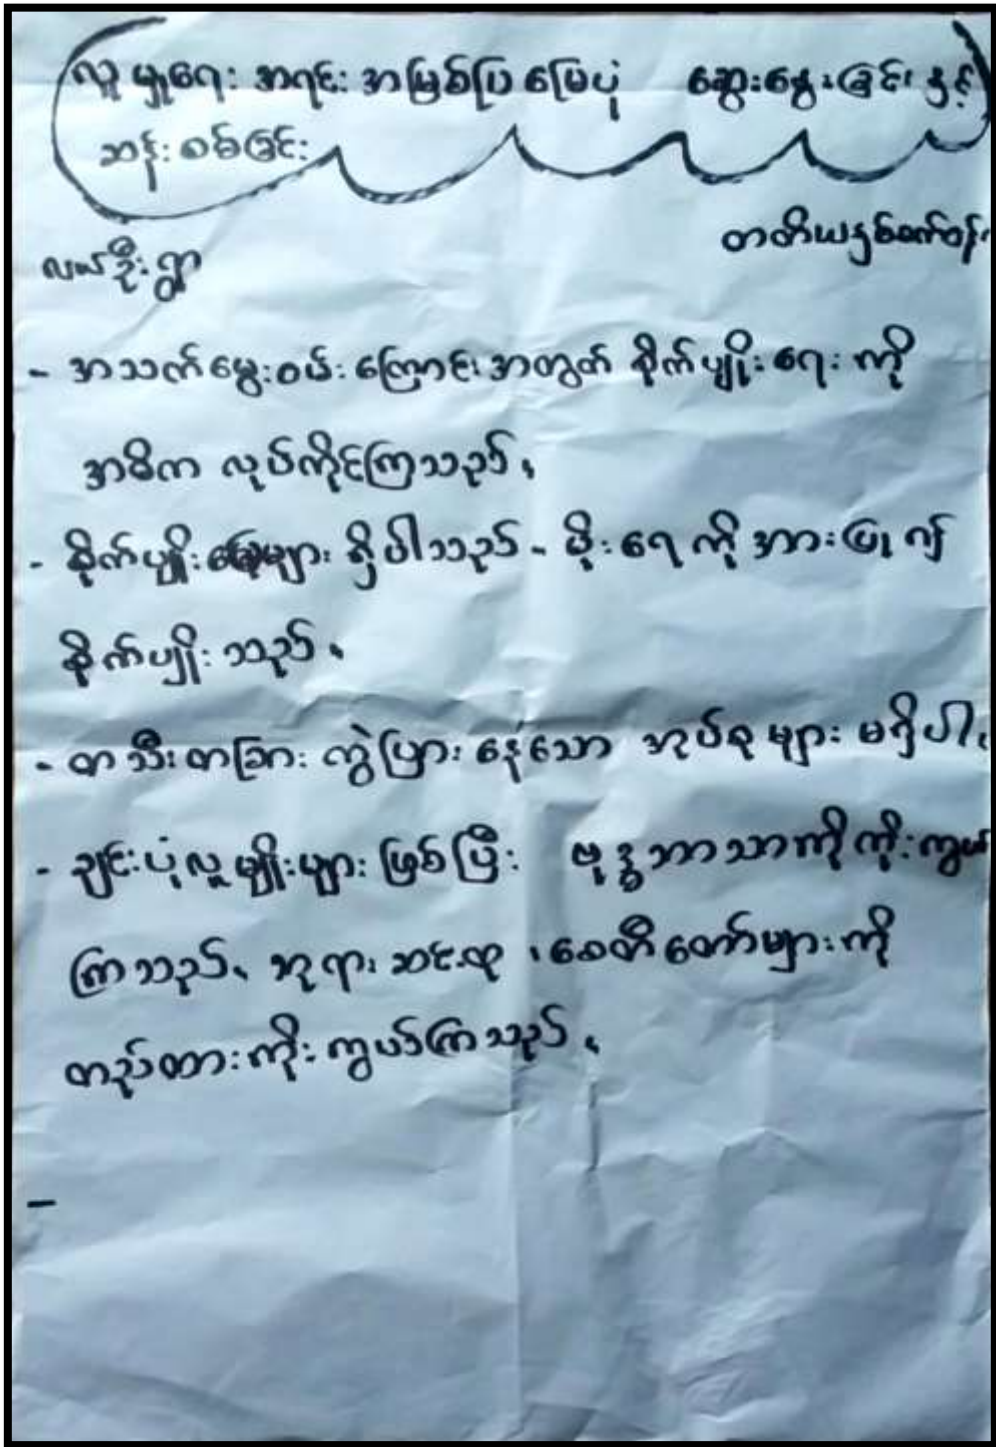 လူမှုရေး အရင်းအမြစ်ပြ မြေပုံ ဆွေးနွေးခြင်း နှင့်
ဆန်းစစ်ခြင်း
တတိယနှစ်ပတ်ဝန်း
လယ်ဦးရွာ
- အသက်မွေးဝမ်းကြောင်းအတွက် စိုက်ပျိုးရေးကို
အဓိက လုပ်ကိုင်ကြသည်၊
- စိုက်ပျိုးမြေများ ရှိပါသည် - မိုးရေကိုအားပြု၍
စိုက်ပျိုးသည်၊
- တသီးတခြား ကွဲပြားနေသော အုပ်စုများ မရှိပါ၊
- ချင်းပုံလူမျိုးများ ဖြစ်ပြီး ဗုဒ္ဓဘာသာကိုကိုးကွယ်
ကြသည်၊ ဘုရားဆင်းထု ၊စေတီတော်များကို
တည်ထားကိုးကွယ်ကြသည်၊
-